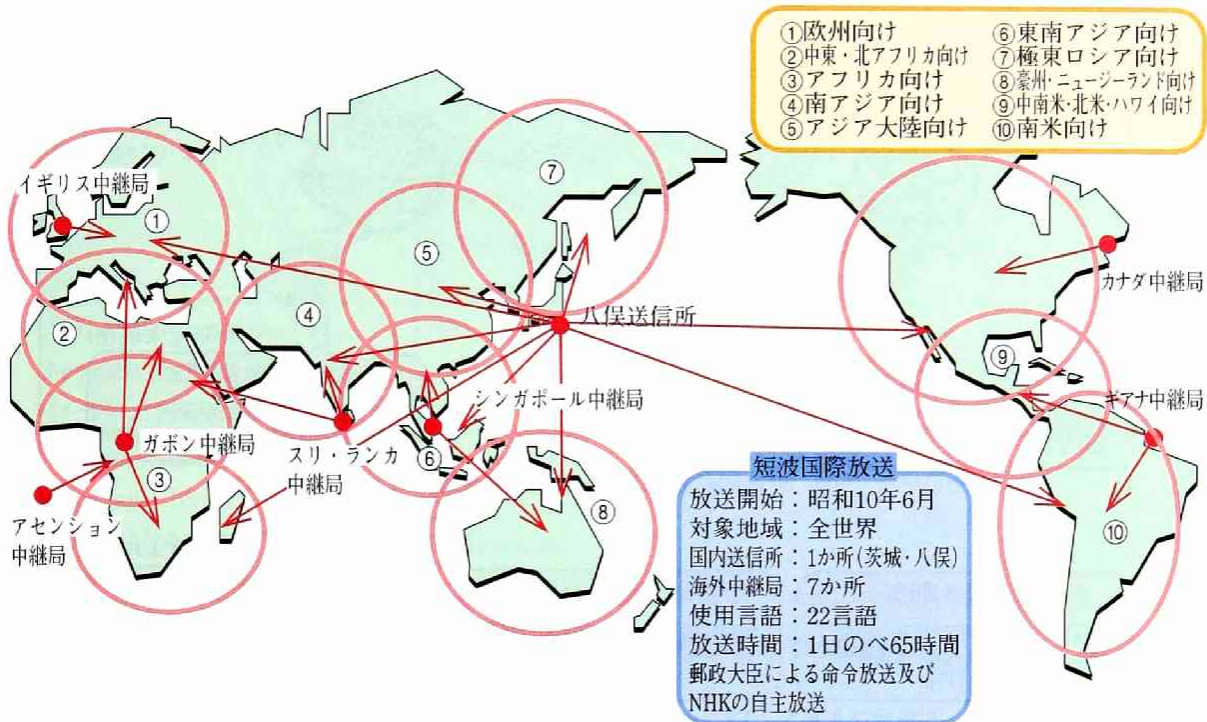 ①欧州向け
②中東・北アフリカ向け
③アフリカ向け
④南アジア向け
⑤アジア大陸向け
⑥東南アジア向け
⑦極東ロシア向け
⑧豪州・ニュージーランド向け
⑨中南米・北米・ハワイ向け
⑩南米向け
イギリス中継局
①
⑦
⑤
カナダ中継局
②
④
八俣送信所
⑨
シンガポール中継局
ギアナ中継局
ガボン中継局
スリ・ランカ
中継局
⑥
③
アセンション
中継局
⑧
⑩
短波国際放送
放送開始：昭和10年6月
対象地域：全世界
国内送信所：1か所(茨城・八俣)
海外中継局：7か所
使用言語：22言語
放送時間：1日のべ65時間
郵政大臣による命令放送及び
NHKの自主放送